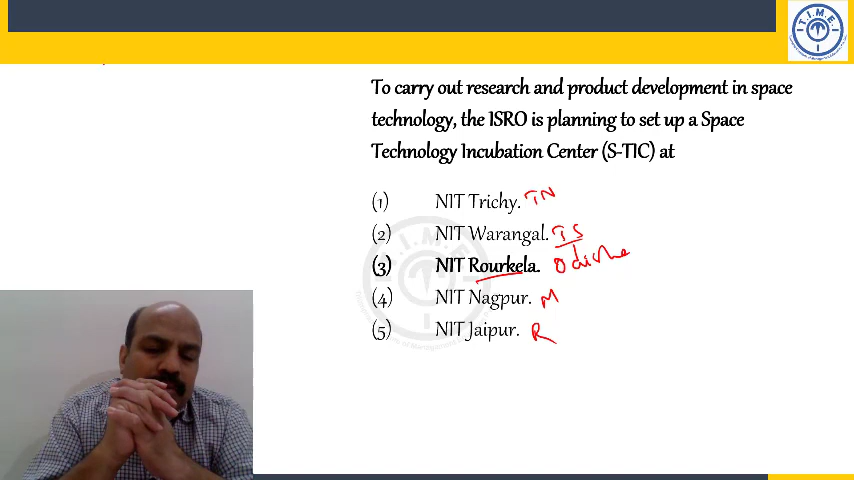 T.I.M.E.
To carry out research and product development in space
technology, the ISRO is planning to set up a Space
Technology Incubation Center (S-TIC) at
(1) NIT Trichy. TN
(2) NIT Warangal. TS
(3) NIT Rourkela. Odisha
(4) NIT Nagpur. M
(5) NIT Jaipur. R